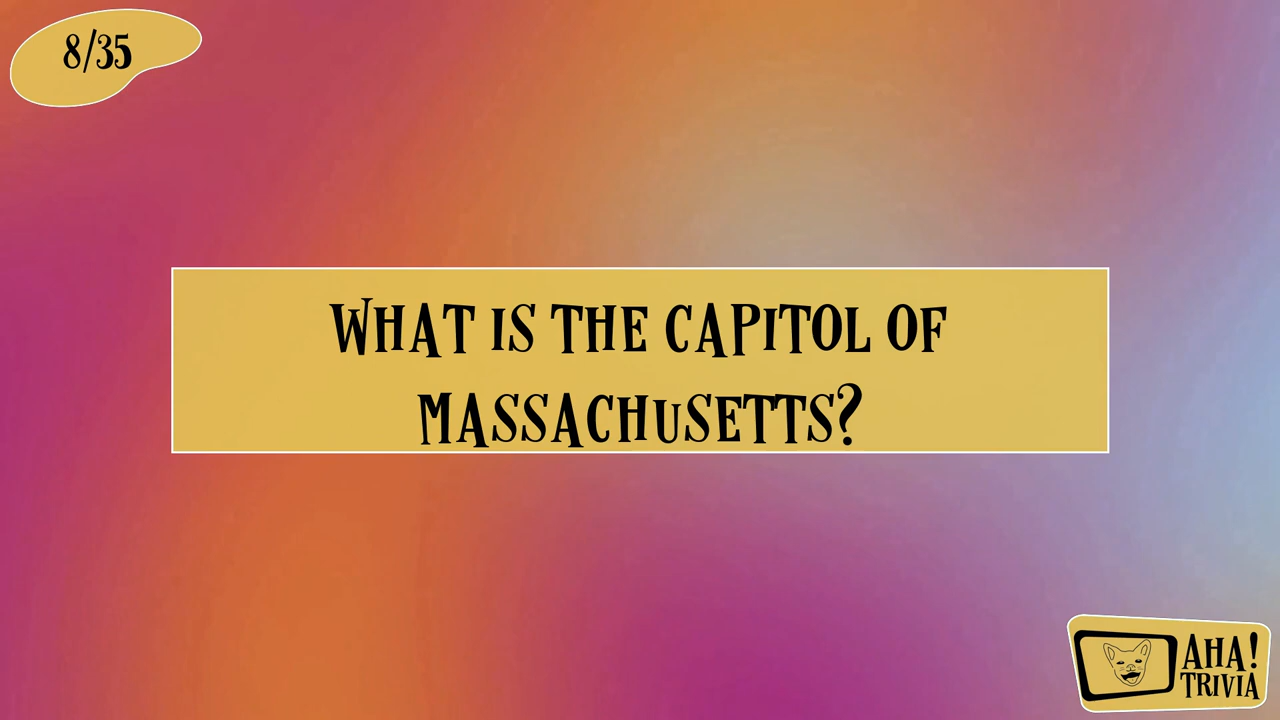 8/35
WHAT IS THE CAPITOL OF
MASSACHUSETTS?
AHA!
TRIVIA